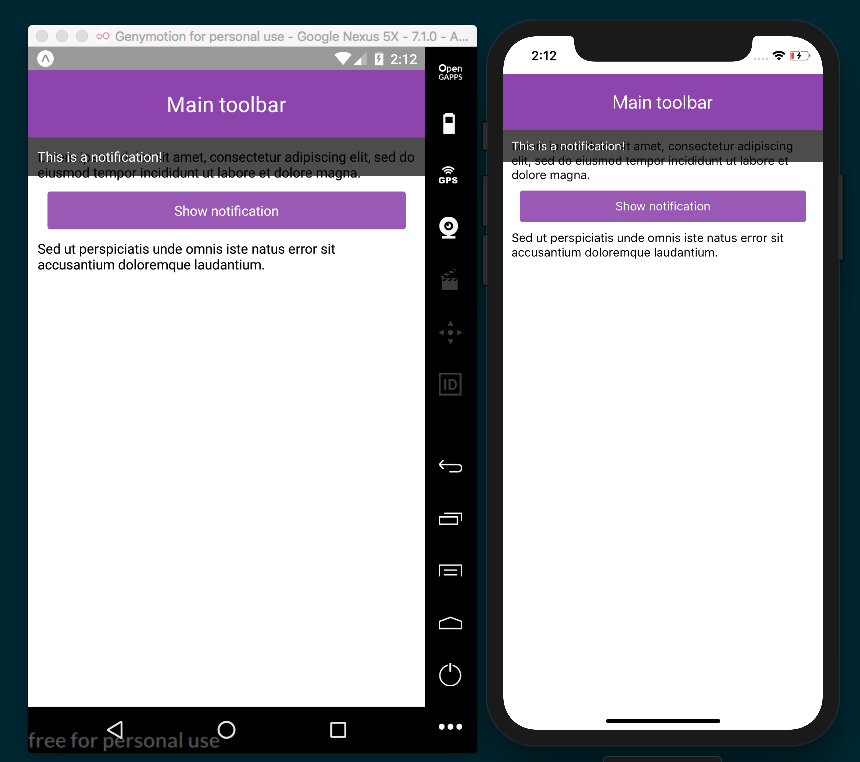 Genymotion for personal use - Google Nexus 5X - 7.1.0 - A...
2:12
Main toolbar
This is a notification!
t amet, consectetur adipiscing elit, sed do
eiusmod tempor incididunt ut labore et dolore magna.
Show notification
Sed ut perspiciatis unde omnis iste natus error sit
accusantium doloremque laudantium.
free for personal use
Open
GAPPS
GPS
ID
2:12
Main toolbar
This is a notification!
t amet, consectetur adipiscing
elit, sed do eiusmod tempor incididunt ut labore et
dolore magna.
Show notification
Sed ut perspiciatis unde omnis iste natus error sit
accusantium doloremque laudantium.